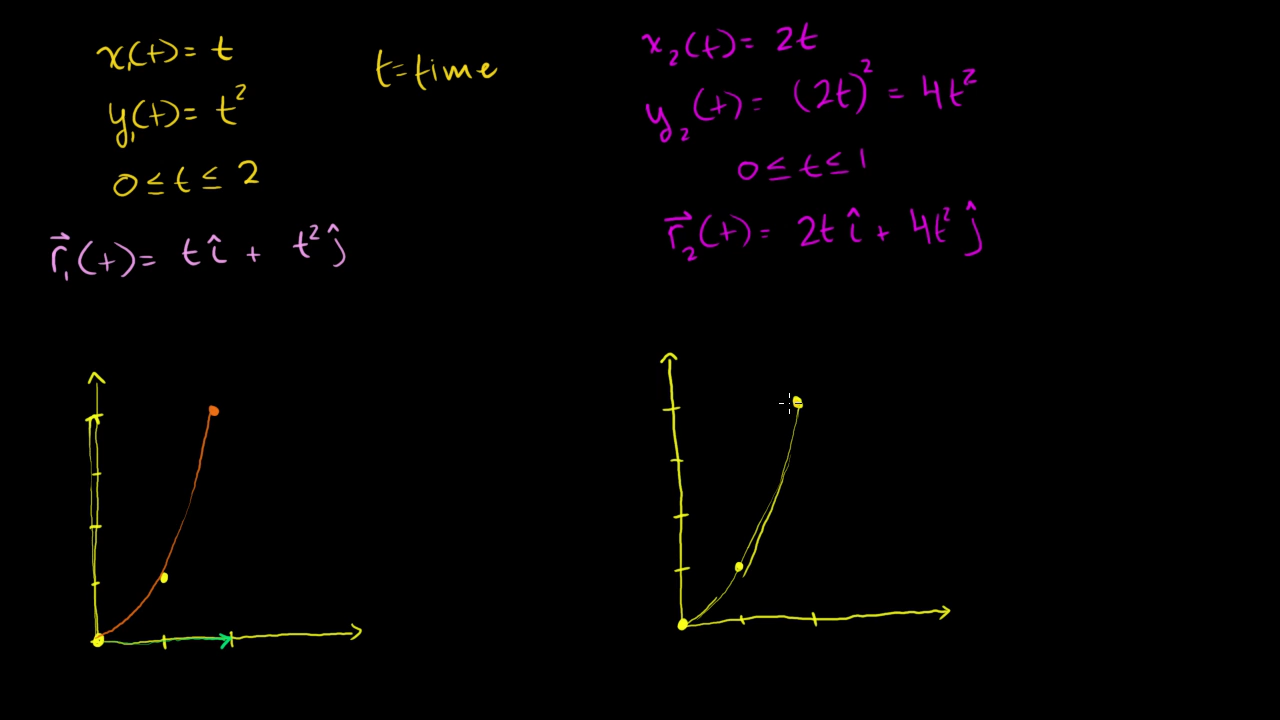 x₁(t) = t
y₁(t) = t²
0 ≤ t ≤ 2
r⃗₁(t) = t î + t² ĵ
t = time
x₂(t) = 2t
y₂(t) = (2t)² = 4t²
0 ≤ t ≤ 1
r⃗₂(t) = 2t î + 4t² ĵ